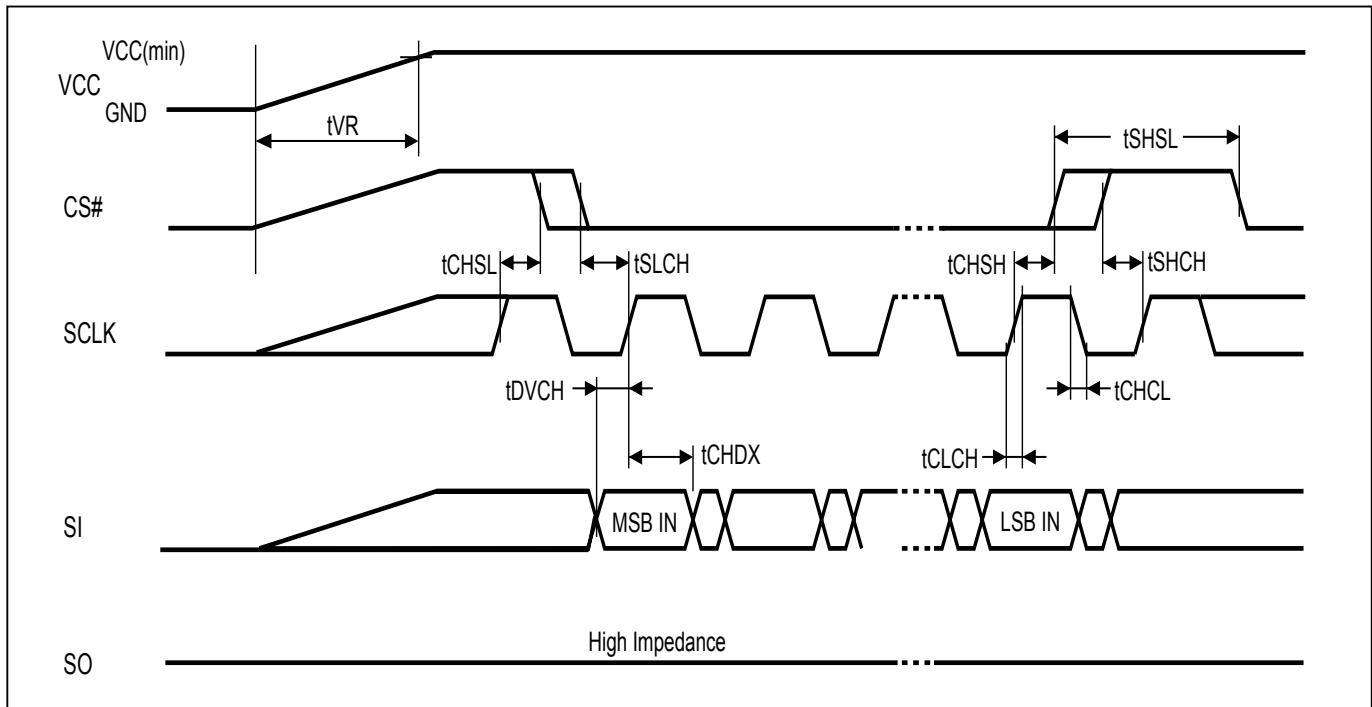 VCC(min)
VCC
GND
tVR
tSHSL
CS#
tCHSL
tSLCH
tCHSH
tSHCH
SCLK
tDVCH
tCHCL
tCHDX
tCLCH
SI
MSB IN
LSB IN
High Impedance
SO